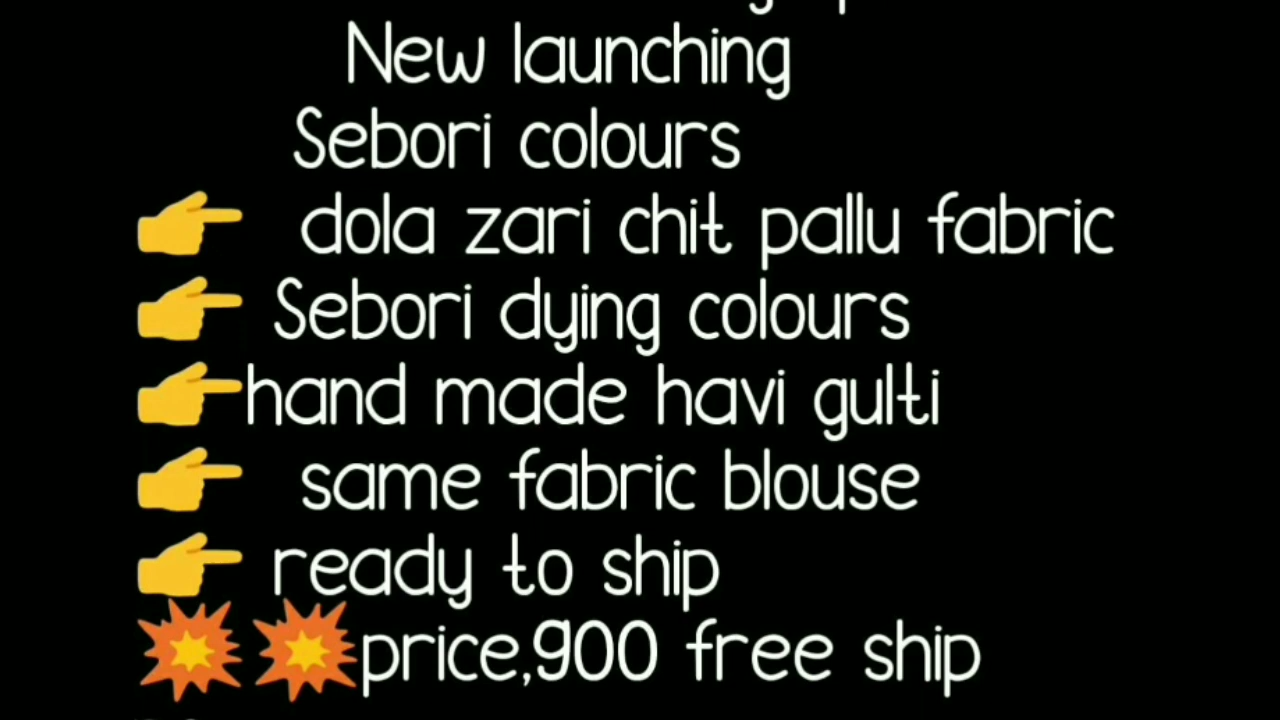 New launching
Sebori colours
👉 dola zari chit pallu fabric
👉 Sebori dying colours
👉hand made havi gulti
👉 same fabric blouse
👉 ready to ship
💥💥price,900 free ship